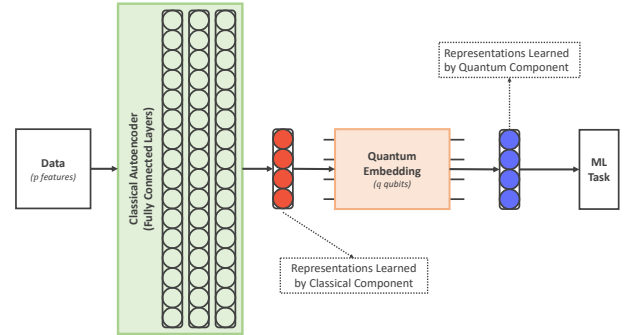 Representations Learned
by Quantum Component
Classical Autoencoder
(Fully Connected Layers)
Data
(p features)
Quantum
Embedding
(q qubits)
ML
Task
Representations Learned
by Classical Component